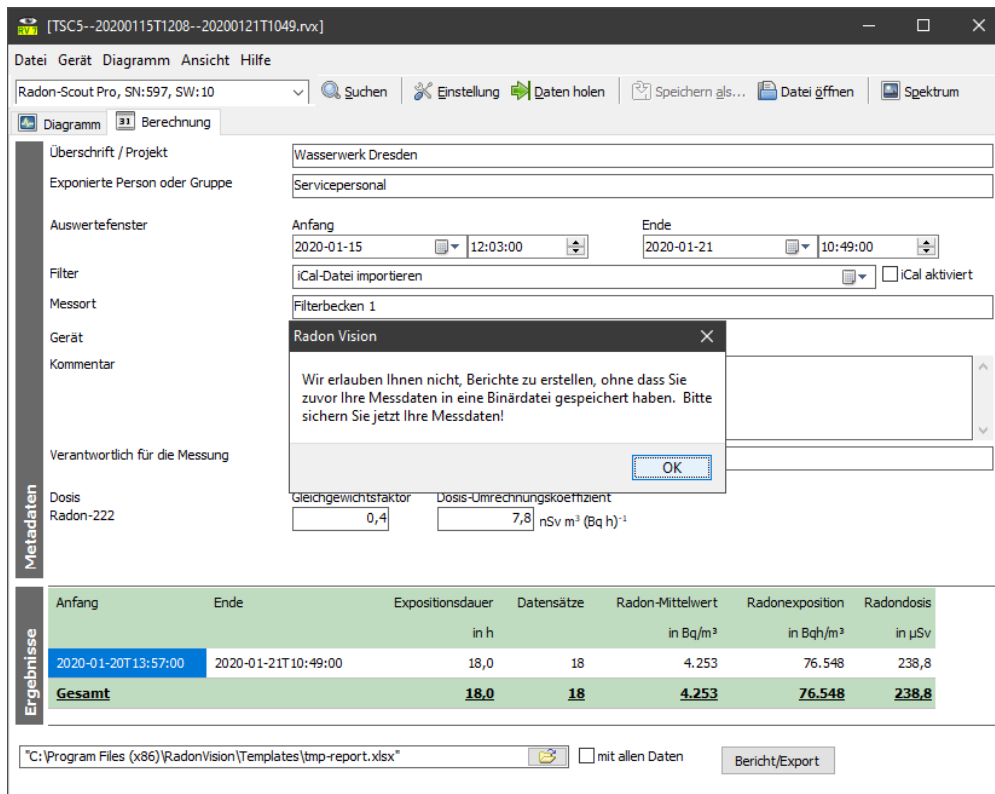 RV 7 [TSC5--20200115T1208--20200121T1049.rvx]
Datei Gerät Diagramm Ansicht Hilfe
Radon-Scout Pro, SN:597, SW:10 Suchen Einstellung Daten holen Speichern als... Datei öffnen Spektrum
Diagramm 31 Berechnung
Überschrift / Projekt Wasserwerk Dresden
Exponierte Person oder Gruppe Servicepersonal
Auswertefenster Anfang Ende
2020-01-15 12:03:00 2020-01-21 10:49:00
Filter iCal-Datei importieren iCal aktiviert
Messort Filterbecken 1
Gerät
Kommentar
Radon Vision
Wir erlauben Ihnen nicht, Berichte zu erstellen, ohne dass Sie
zuvor Ihre Messdaten in eine Binärdatei gespeichert haben. Bitte
sichern Sie jetzt Ihre Messdaten!
OK
Verantwortlich für die Messung
Dosis Gleichgewichtsfaktor Dosis-Umrechnungskoeffizient
Radon-222 0,4 7,8 nSv m³ (Bq h)⁻¹
Metadaten
Anfang Ende Expositionsdauer Datensätze Radon-Mittelwert Radonexposition Radondosis
in h in Bq/m³ in Bqh/m³ in µSv
2020-01-20T13:57:00 2020-01-21T10:49:00 18,0 18 4.253 76.548 238,8
Gesamt 18,0 18 4.253 76.548 238,8
Ergebnisse
"C:\Program Files (x86)\RadonVision\Templates\tmp-report.xlsx" mit allen Daten Bericht/Export